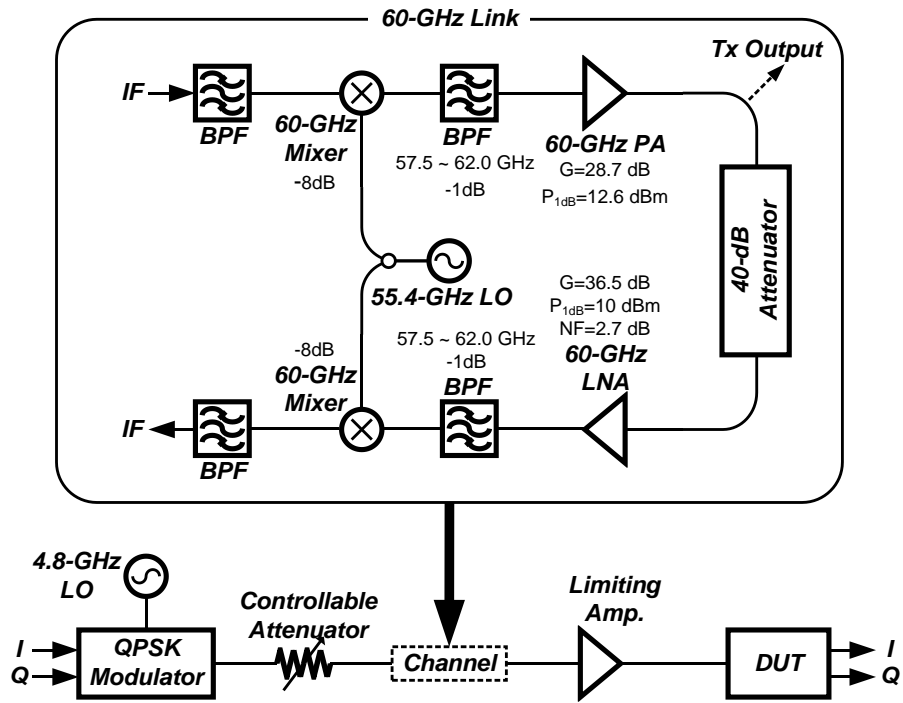 60-GHz Link
Tx Output
IF
BPF
60-GHz
Mixer
-8dB
BPF
57.5 ~ 62.0 GHz
-1dB
60-GHz PA
G=28.7 dB
P1dB=12.6 dBm
40-dB
Attenuator
55.4-GHz LO
G=36.5 dB
P1dB=10 dBm
NF=2.7 dB
60-GHz
LNA
57.5 ~ 62.0 GHz
-1dB
BPF
-8dB
60-GHz
Mixer
IF
BPF
4.8-GHz
LO
I
Q
QPSK
Modulator
Controllable
Attenuator
Channel
Limiting
Amp.
DUT
I
Q